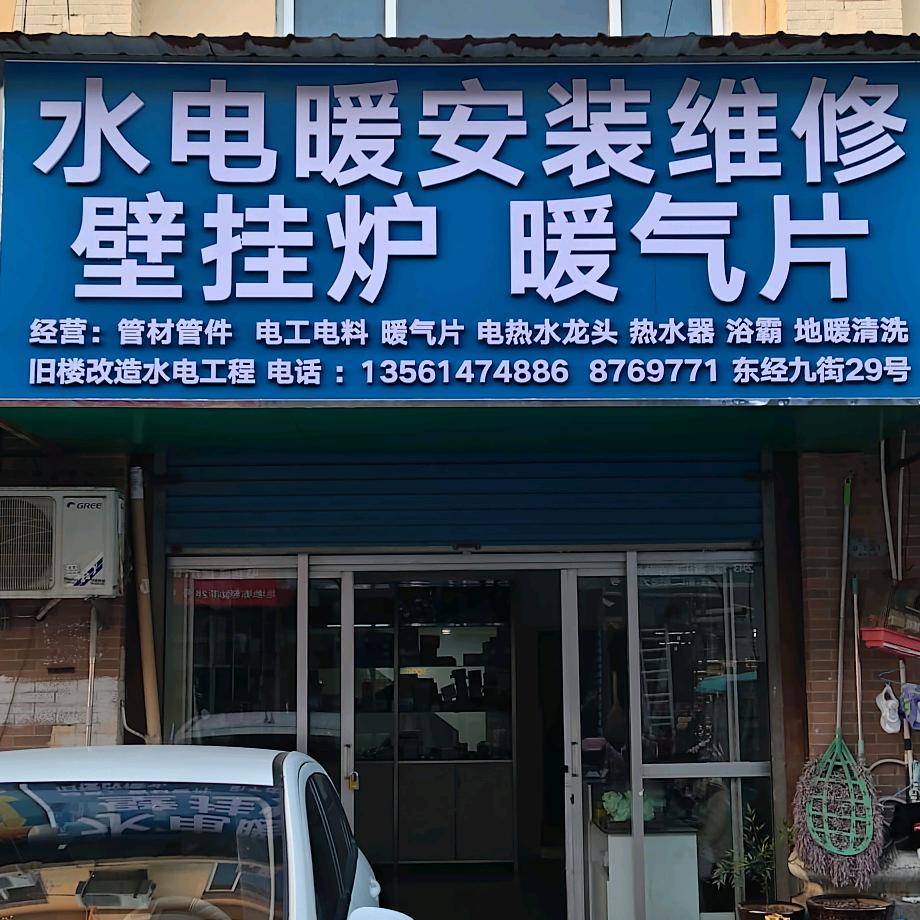 水电暖安装维修
壁挂炉 暖气片
经营：管材管件 电工电料 暖气片 电热水龙头 热水器 浴霸 地暖清洗
旧楼改造水电工程 电话：13561474886 8769771 东经九街29号
GREE